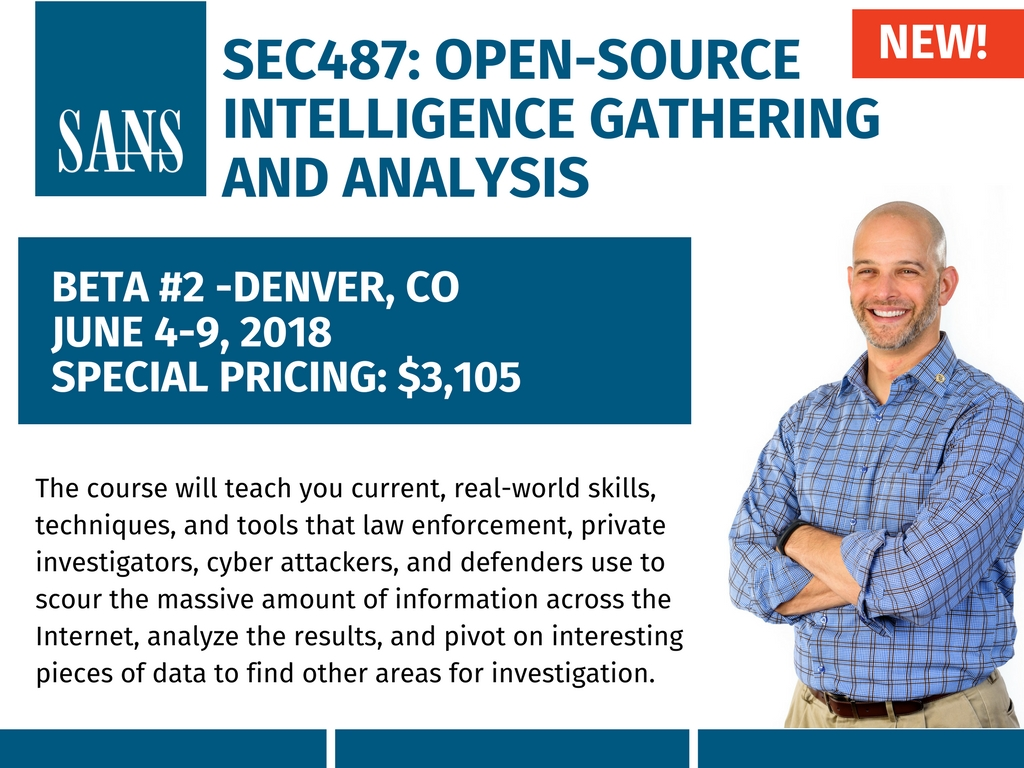 NEW!
SANS
SEC487: OPEN-SOURCE
INTELLIGENCE GATHERING
AND ANALYSIS
BETA #2 -DENVER, CO
JUNE 4-9, 2018
SPECIAL PRICING: $3,105
The course will teach you current, real-world skills,
techniques, and tools that law enforcement, private
investigators, cyber attackers, and defenders use to
scour the massive amount of information across the
Internet, analyze the results, and pivot on interesting
pieces of data to find other areas for investigation.